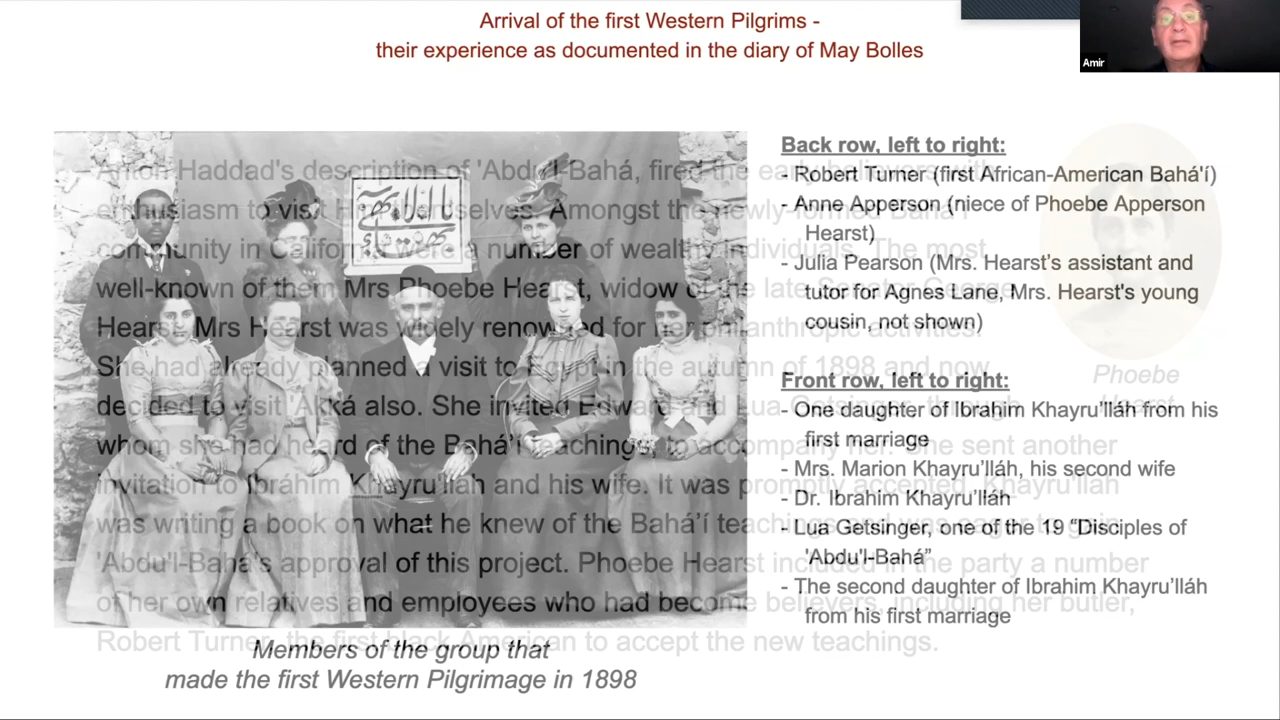 Arrival of the first Western Pilgrims -
their experience as documented in the diary of May Bolles
Amir
Back row, left to right:
- Robert Turner (first African-American Bahá'í)
- Anne Apperson (niece of Phoebe Apperson
Hearst)
- Julia Pearson (Mrs. Hearst's assistant and
tutor for Agnes Lane, Mrs. Hearst's young
cousin, not shown)
Front row, left to right:
- One daughter of Ibrahim Khayru'lláh from his
first marriage
- Mrs. Marion Khayru'lláh, his second wife
- Dr. Ibrahim Khayru'lláh
- Lua Getsinger, one of the 19 “Disciples of
'Abdu'l-Bahá”
- The second daughter of Ibrahim Khayru'lláh
from his first marriage
Members of the group that
made the first Western Pilgrimage in 1898
Anton Haddad's description of 'Abdu'l-Bahá, fired the early
enthusiasm to visit Amongst the newly-formed Bahá'í
community in California were a number of wealthy individuals. The most
well-known of them Mrs Phoebe Hearst, widow of the late
Hearst. Mrs Hearst was widely renowned for her philanthropic activities.
She had already planned a visit to Egypt in the autumn of 1898 and now
decided to visit 'Akká also. She invited Edward and Lua
whom she had heard of the Bahá'í teachings to accompany her. She sent another
invitation to Ibráhim Khayru'lláh and his wife. It was promptly accepted. Khayru'lláh
was writing a book on what he knew of the Bahá'í teachings
'Abdu'l-Bahá's approval of this project. Phoebe Hearst included in the party a number
of her own relatives and employees who had become believers, including her butler,
Robert Turner, the first black American to accept the new teachings.
Phoebe
Hearst